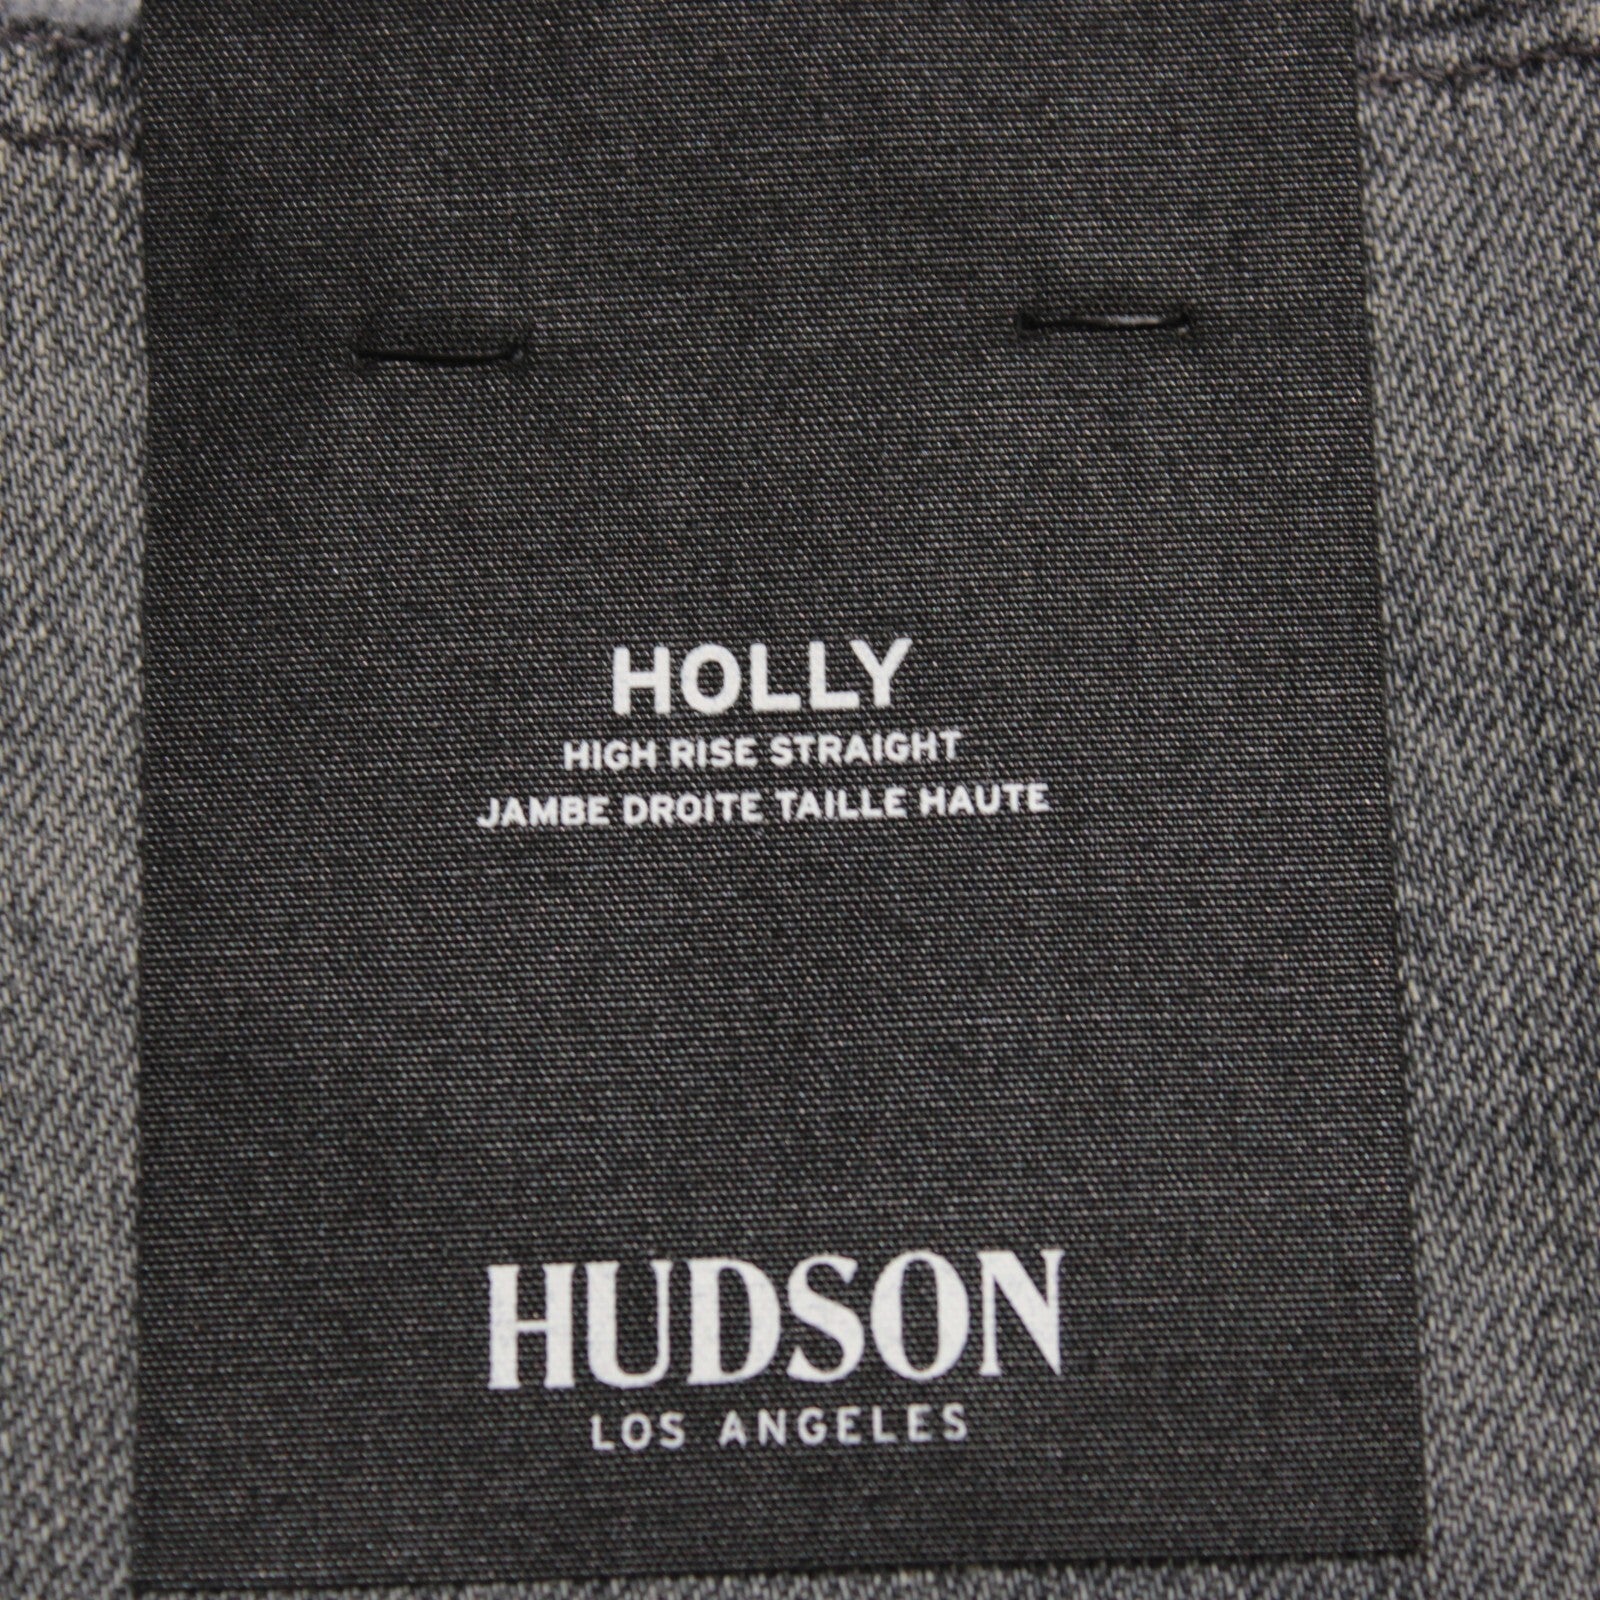 HOLLY
HIGH RISE STRAIGHT
JAMBE DROITE TAILLE HAUTE
HUDSON
LOS ANGELES